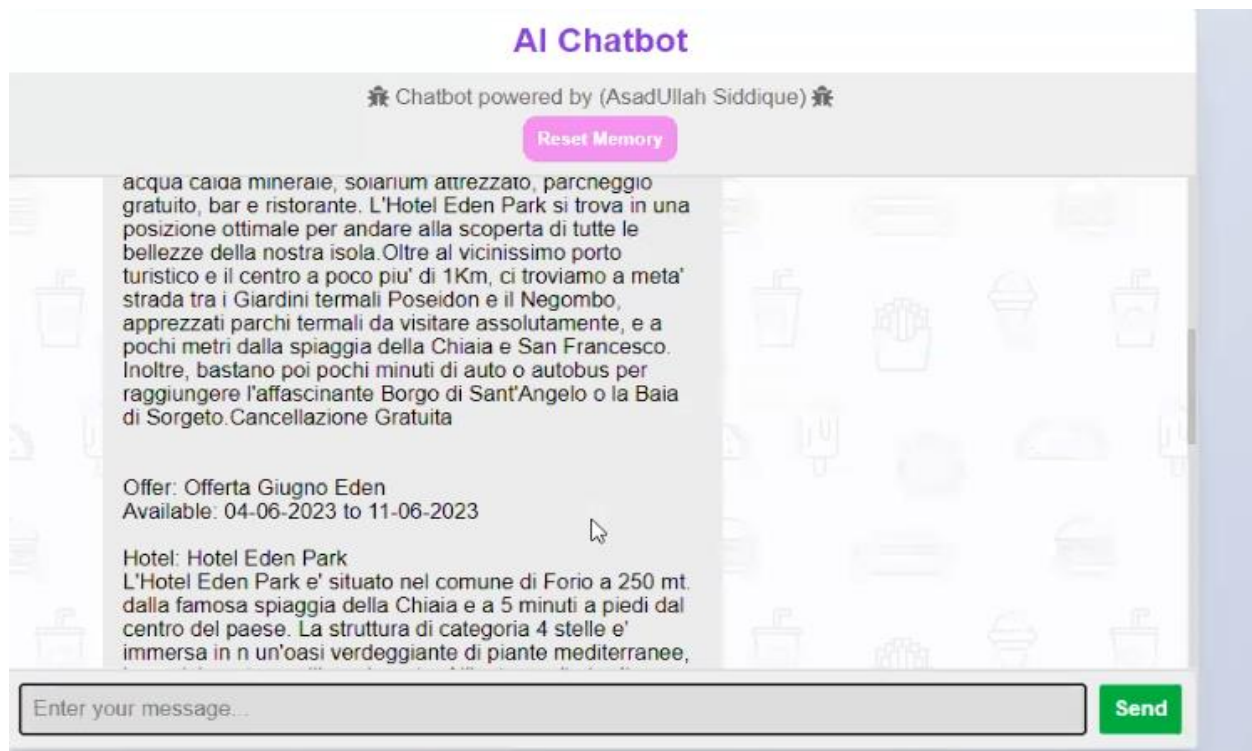 AI Chatbot
Chatbot powered by (AsadUllah Siddique)
Reset Memory
acqua calda minerale, solarium attrezzato, parcheggio
gratuito, bar e ristorante. L'Hotel Eden Park si trova in una
posizione ottimale per andare alla scoperta di tutte le
bellezze della nostra isola.Oltre al vicinissimo porto
turistico e il centro a poco piu' di 1Km, ci troviamo a meta'
strada tra i Giardini termali Poseidon e il Negombo,
apprezzati parchi termali da visitare assolutamente, e a
pochi metri dalla spiaggia della Chiaia e San Francesco.
Inoltre, bastano poi pochi minuti di auto o autobus per
raggiungere l'affascinante Borgo di Sant'Angelo o la Baia
di Sorgeto.Cancellazione Gratuita
Offer: Offerta Giugno Eden
Available: 04-06-2023 to 11-06-2023
Hotel: Hotel Eden Park
L'Hotel Eden Park e' situato nel comune di Forio a 250 mt.
dalla famosa spiaggia della Chiaia e a 5 minuti a piedi dal
centro del paese. La struttura di categoria 4 stelle e'
immersa in n un'oasi verdeggiante di piante mediterranee,
Enter your message...
Send